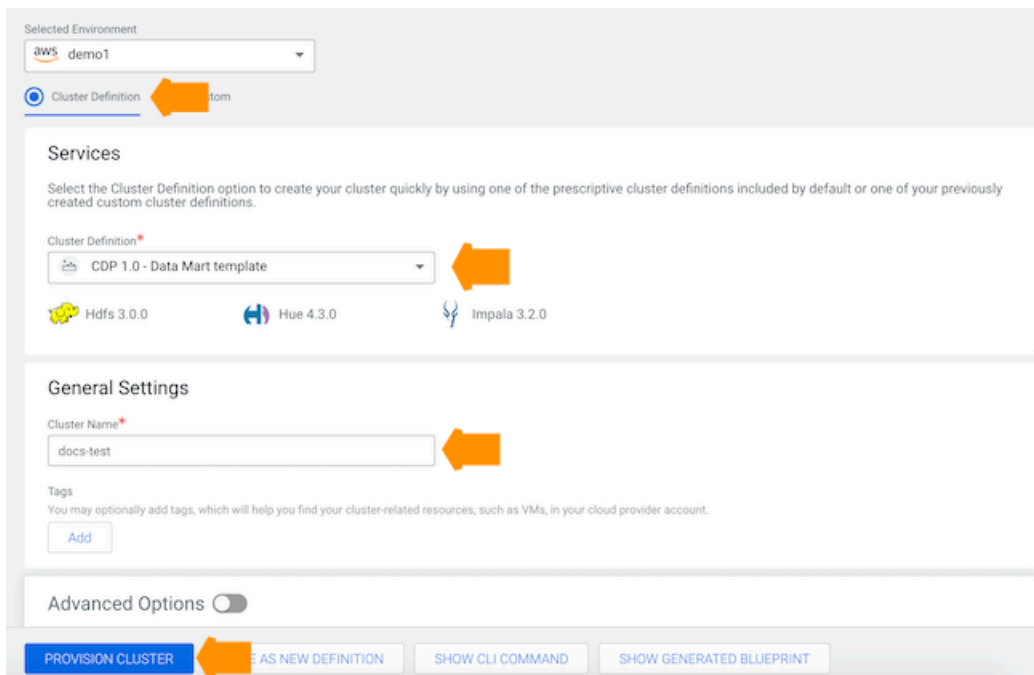 Selected Environment
aws demo1
Cluster Definition tom
Services
Select the Cluster Definition option to create your cluster quickly by using one of the prescriptive cluster definitions included by default or one of your previously
created custom cluster definitions.
Cluster Definition*
CDP 1.0 - Data Mart template
Hdfs 3.0.0 Hue 4.3.0 Impala 3.2.0
General Settings
Cluster Name*
docs-test
Tags
You may optionally add tags, which will help you find your cluster-related resources, such as VMs, in your cloud provider account.
Add
Advanced Options
PROVISION CLUSTER E AS NEW DEFINITION SHOW CLI COMMAND SHOW GENERATED BLUEPRINT